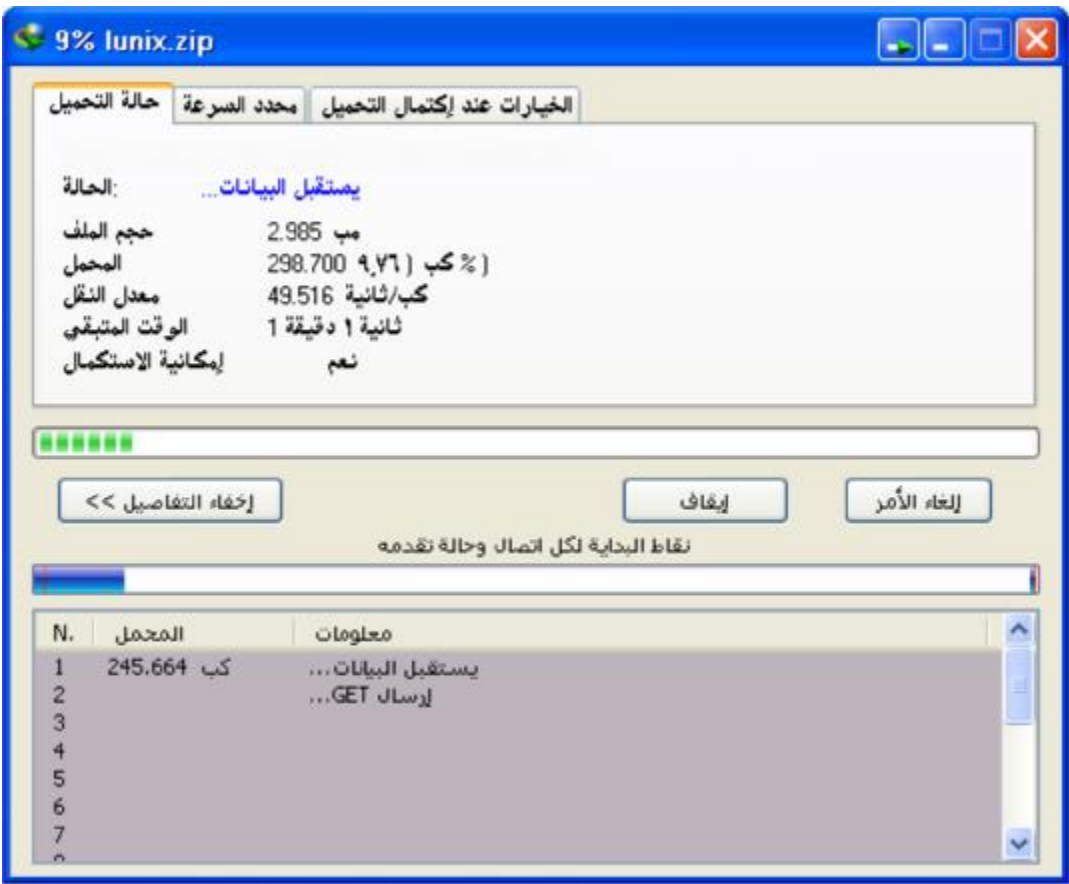 9% lunix.zip
حالة التحميل محدد السرعة الخيارات عند إكتمال التحميل
الحالة: يستقبل البيانات...
حجم الملف 2.985 مب
المحمل 298.700 كب ( ٩,٧٦ % )
معدل النقل 49.516 كب/ثانية
الوقت المتبقي 1 دقيقة ١ ثانية
إمكانية الاستكمال نعم
إخفاء التفاصيل >> إيقاف إلغاء الأمر
نقاط البداية لكل اتصال وحالة تقدمه
N. المحمل معلومات
1 245.664 كب يستقبل البيانات...
2 إرسال GET...
3
4
5
6
7